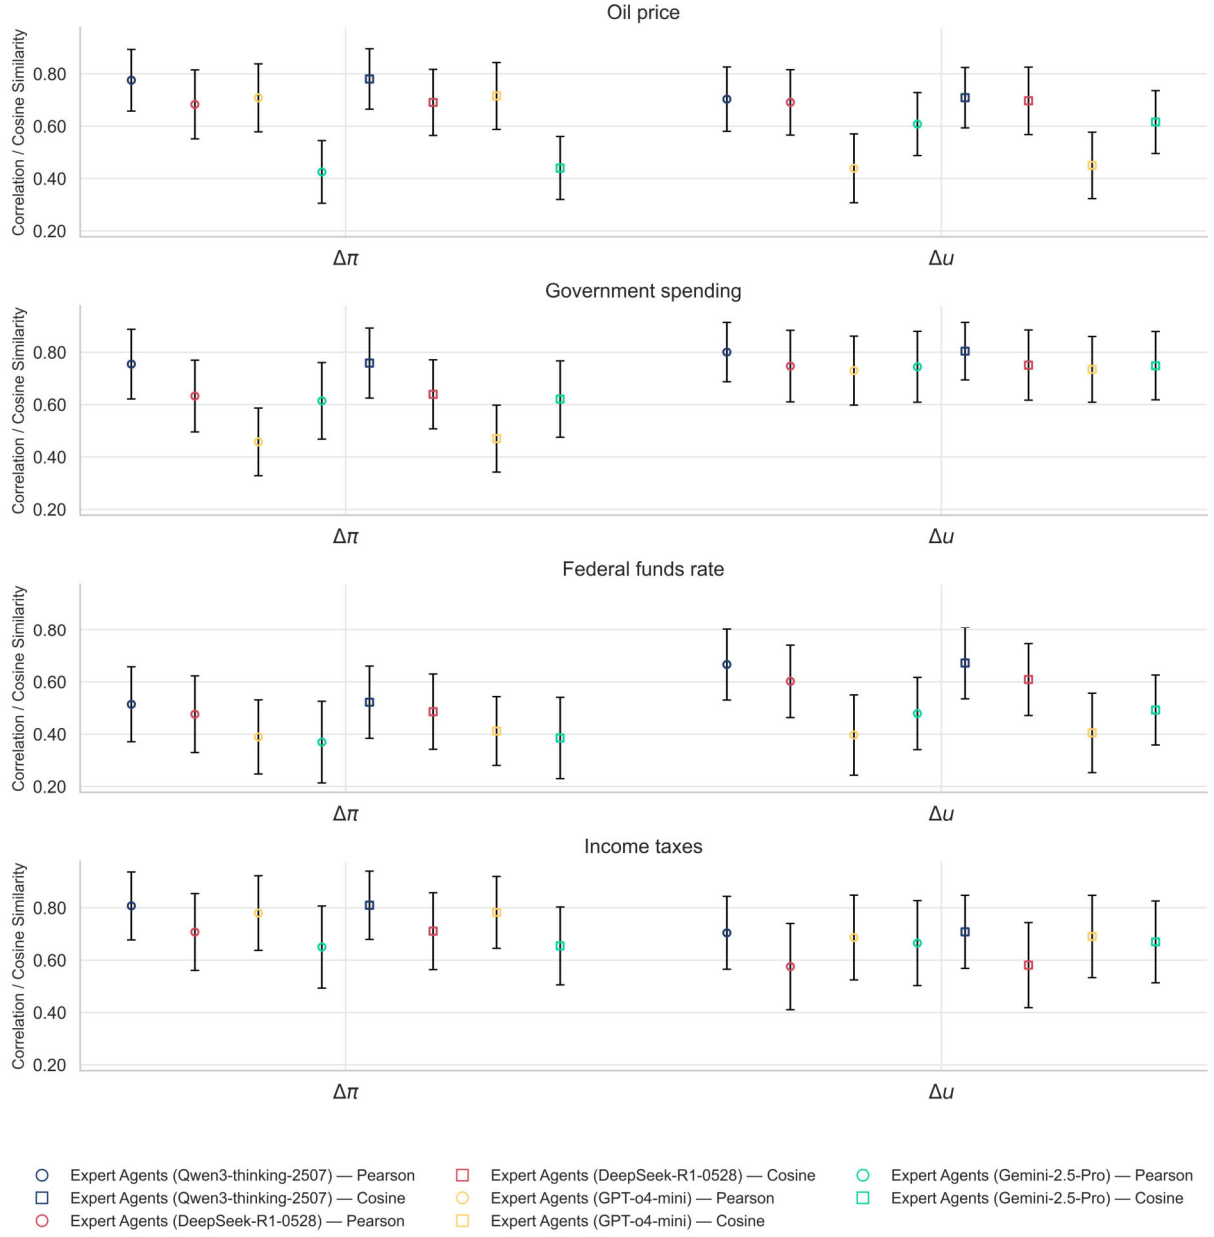 Oil price
Correlation / Cosine Similarity
0.80
0.60
0.40
0.20
Δπ
Δu
Government spending
Correlation / Cosine Similarity
0.80
0.60
0.40
0.20
Δπ
Δu
Federal funds rate
Correlation / Cosine Similarity
0.80
0.60
0.40
0.20
Δπ
Δu
Income taxes
Correlation / Cosine Similarity
0.80
0.60
0.40
0.20
Δπ
Δu
Expert Agents (Qwen3-thinking-2507) — Pearson
Expert Agents (Qwen3-thinking-2507) — Cosine
Expert Agents (DeepSeek-R1-0528) — Pearson
Expert Agents (DeepSeek-R1-0528) — Cosine
Expert Agents (GPT-o4-mini) — Pearson
Expert Agents (GPT-o4-mini) — Cosine
Expert Agents (Gemini-2.5-Pro) — Pearson
Expert Agents (Gemini-2.5-Pro) — Cosine